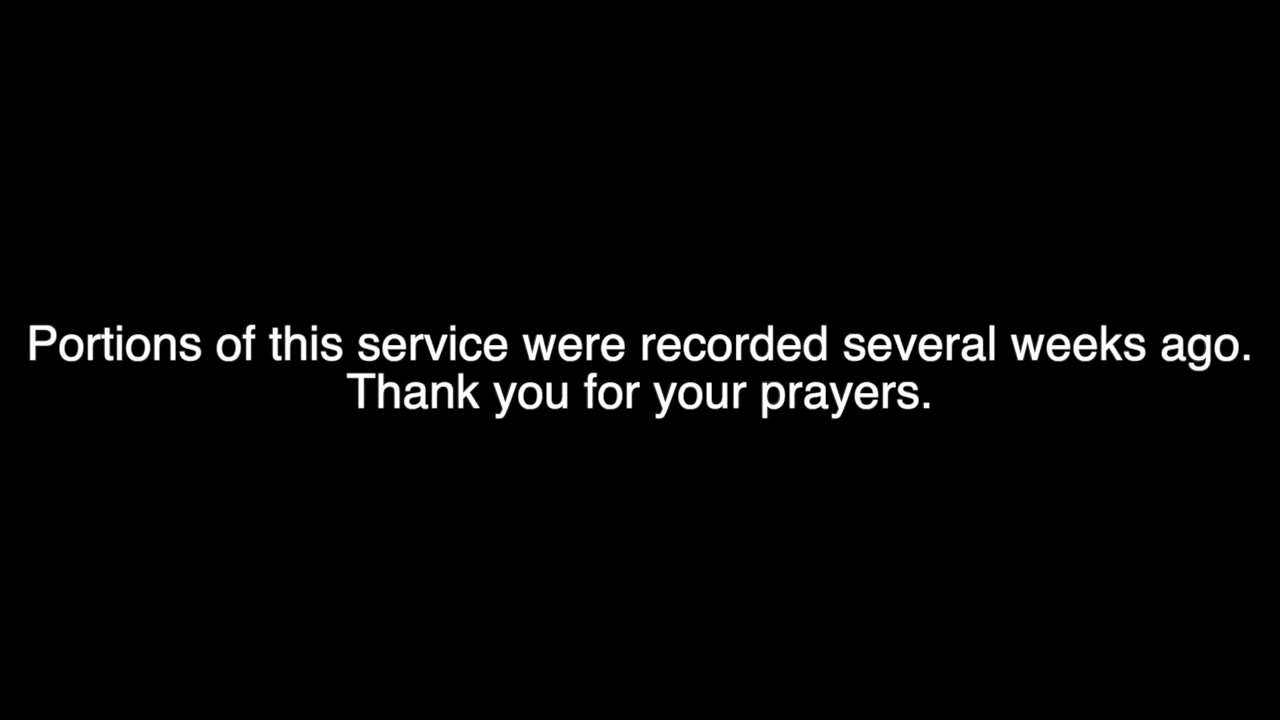 Portions of this service were recorded several weeks ago.
Thank you for your prayers.